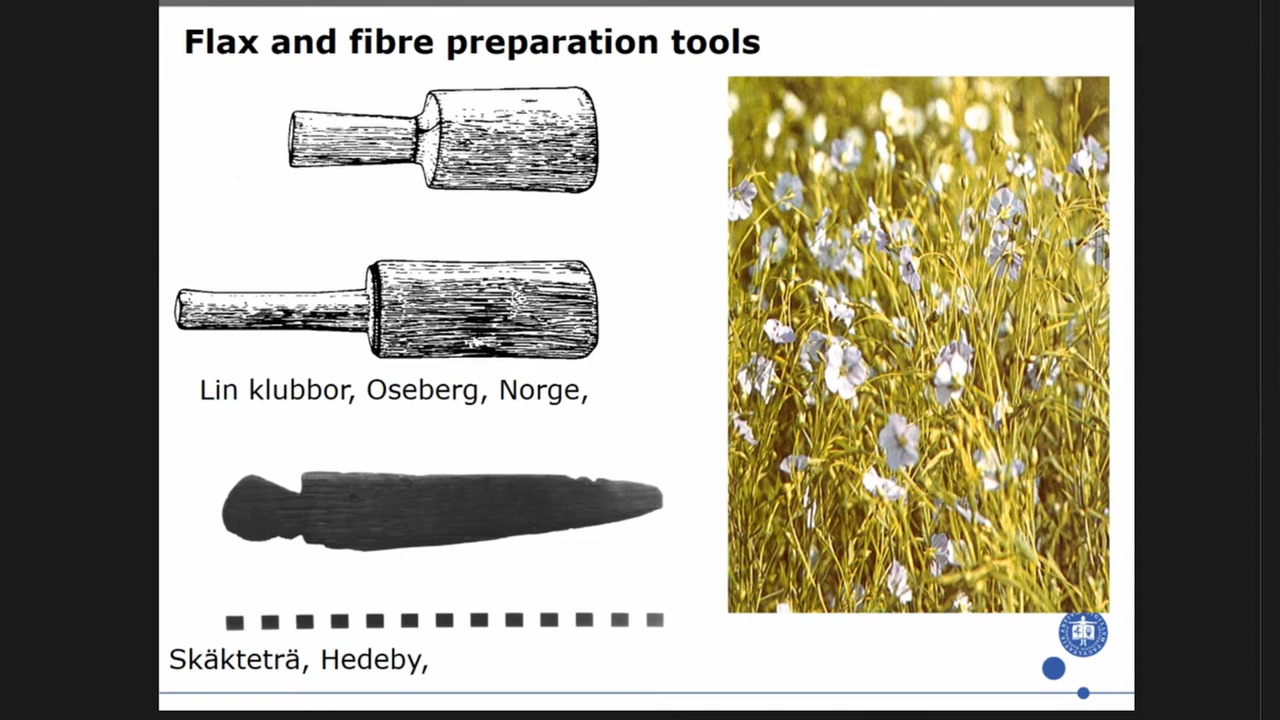 Flax and fibre preparation tools
Lin klubbor, Oseberg, Norge,
Skäkteträ, Hedeby,